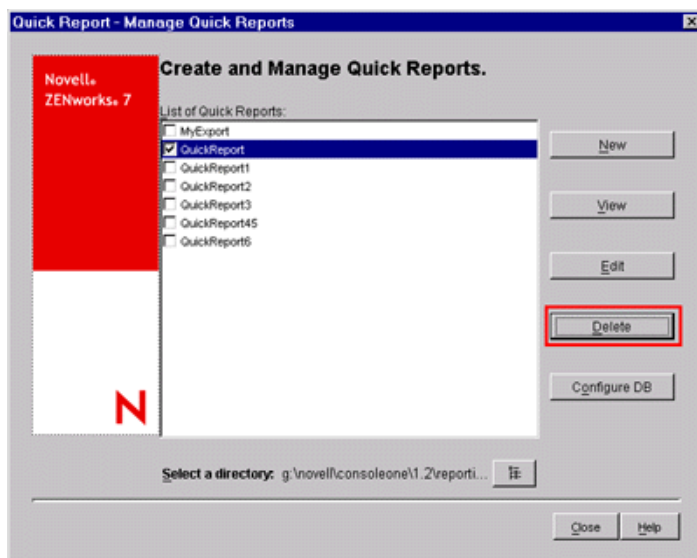 Quick Report - Manage Quick Reports
Novell®
ZENworks® 7
Create and Manage Quick Reports.
List of Quick Reports:
MyExport
QuickReport
QuickReport1
QuickReport2
QuickReport3
QuickReport45
QuickReport6
New
View
Edit
Delete
Configure DB
N
Select a directory: g:\novell\consoleone\1.2\reporti...
Close
Help